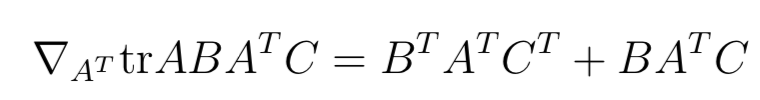 ∇_{A^T} tr ABA^T C = B^T A^T C^T + BA^T C